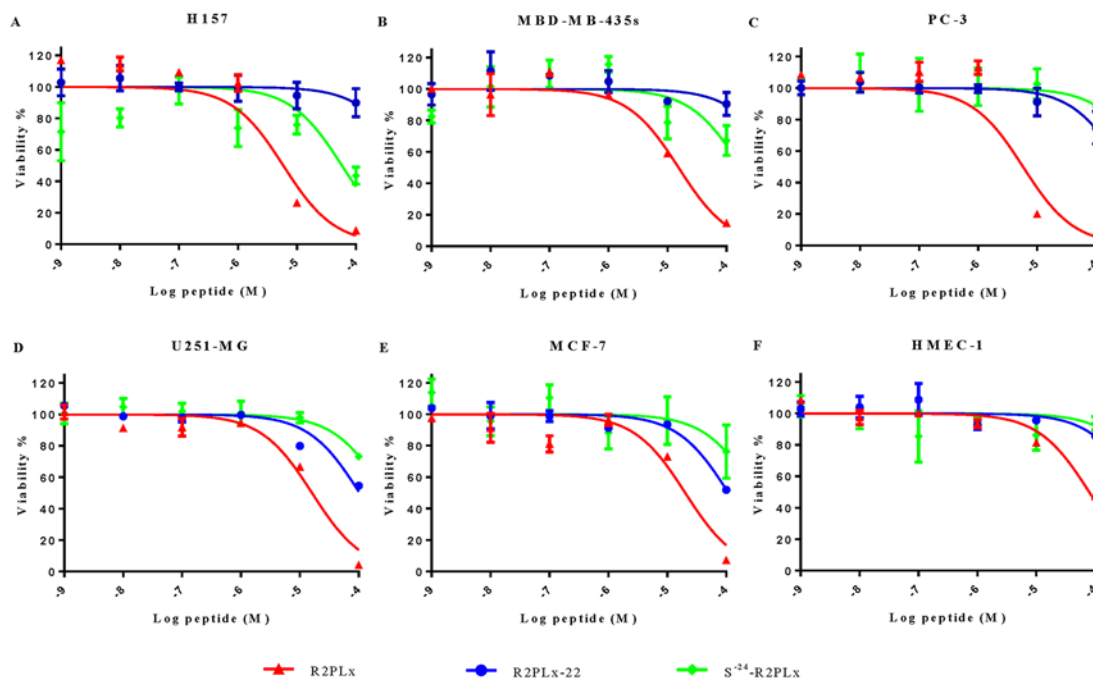 A
H157
Viability %
120
100
80
60
40
20
0
-9
-8
-7
-6
-5
-4
Log peptide (M)
B
MBD-MB-435s
Viability %
120
100
80
60
40
20
0
-9
-8
-7
-6
-5
-4
Log peptide (M)
C
PC-3
Viability %
120
100
80
60
40
20
0
-9
-8
-7
-6
-5
-4
Log peptide (M)
D
U251-MG
Viability %
120
100
80
60
40
20
0
-9
-8
-7
-6
-5
-4
Log peptide (M)
E
MCF-7
Viability %
120
100
80
60
40
20
0
-9
-8
-7
-6
-5
-4
Log peptide (M)
F
HMEC-1
Viability %
120
100
80
60
40
20
0
-9
-8
-7
-6
-5
-4
Log peptide (M)
R2PLx
R2PLx-22
S⁻²⁴-R2PLx